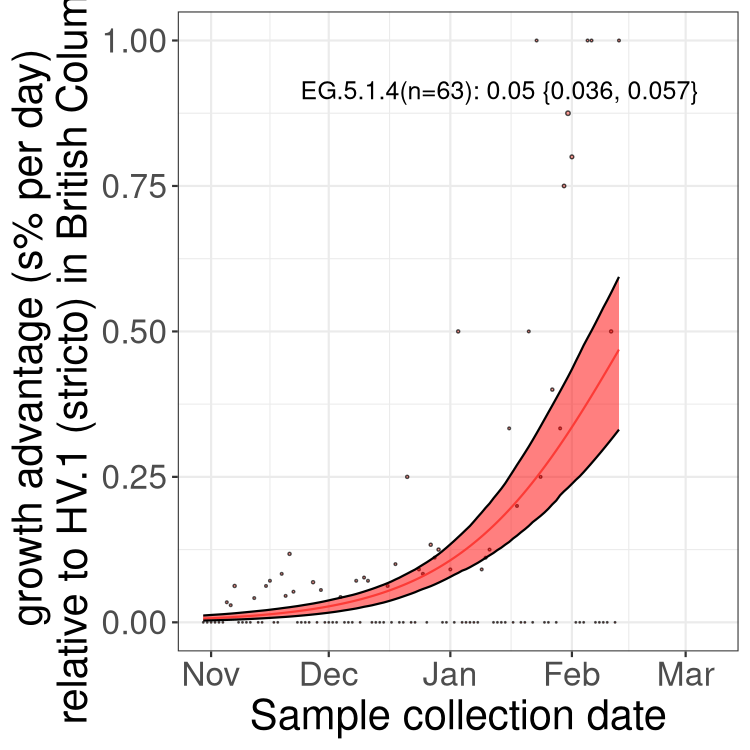 growth advantage (s% per day)
relative to HV.1 (stricto) in British Colum
1.00
0.75
0.50
0.25
0.00
EG.5.1.4(n=63): 0.05 {0.036, 0.057}
Nov Dec Jan Feb Mar
Sample collection date